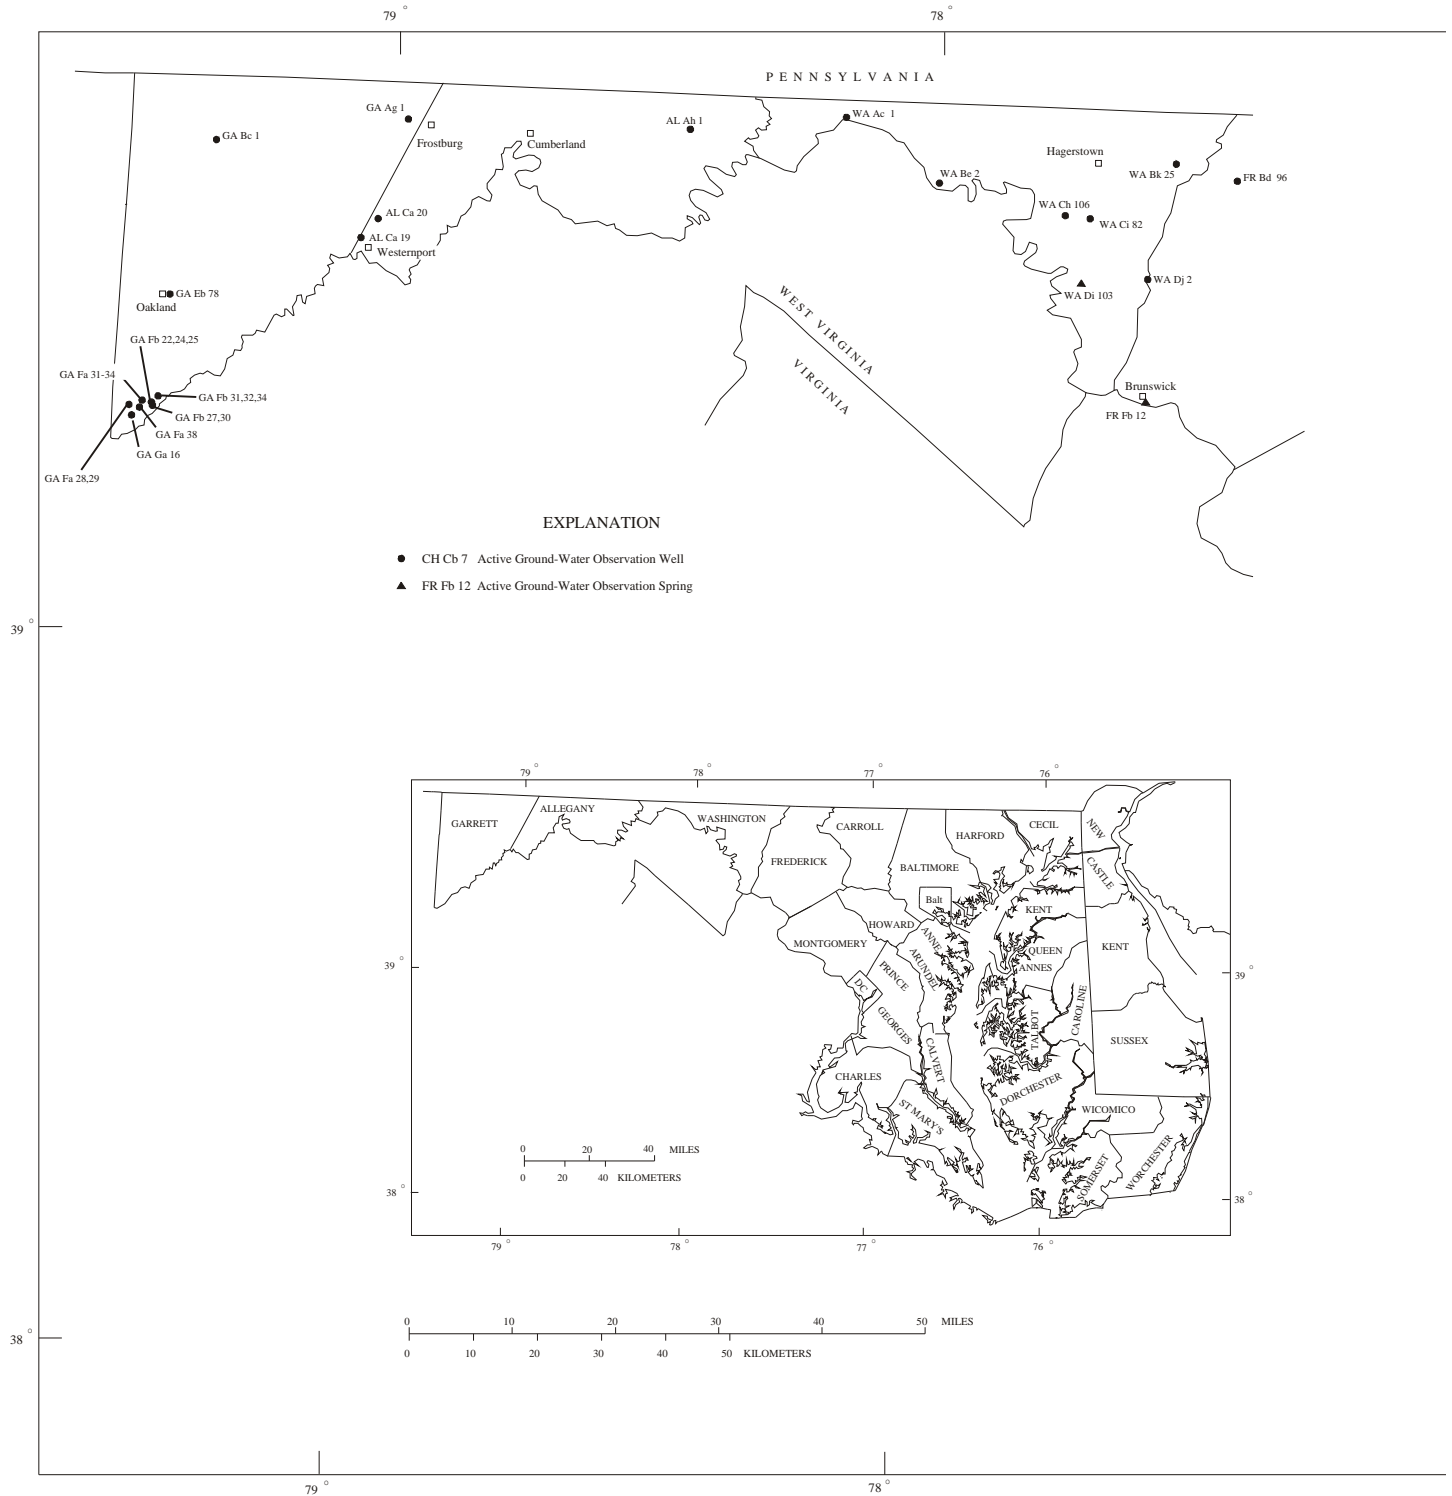 79°
78°
PENNSYLVANIA
GA Ag 1
GA Bc 1
Frostburg
Cumberland
AL Ah 1
WA Ac 1
Hagerstown
WA Be 2
WA Bk 25
FR Bd 96
AL Ca 20
WA Ch 106
WA Ci 82
AL Ca 19
Westernport
GA Eb 78
Oakland
WA Dj 2
WA Di 103
WEST VIRGINIA
VIRGINIA
GA Fb 22,24,25
GA Fa 31-34
GA Fb 31,32,34
GA Fb 27,30
GA Fa 38
GA Ga 16
GA Fa 28,29
Brunswick
FR Fb 12
EXPLANATION
CH Cb 7 Active Ground-Water Observation Well
FR Fb 12 Active Ground-Water Observation Spring
39°
79°
78°
77°
76°
GARRETT
ALLEGANY
WASHINGTON
FREDERICK
CARROLL
BALTIMORE
HARFORD
CECIL
NEW
CASTLE
Balt
KENT
HOWARD
MONTGOMERY
ANNE
ARUNDEL
QUEEN
ANNES
KENT
39°
39°
PRINCE
GEORGES
DC
TALBOT
CAROLINE
SUSSEX
CALVERT
CHARLES
ST MARY'S
DORCHESTER
WICOMICO
SOMERSET
WORCHESTER
0 20 40 MILES
0 20 40 KILOMETERS
38°
38°
79°
78°
77°
76°
0 10 20 30 40 50 MILES
0 10 20 30 40 50 KILOMETERS
38°
79°
78°